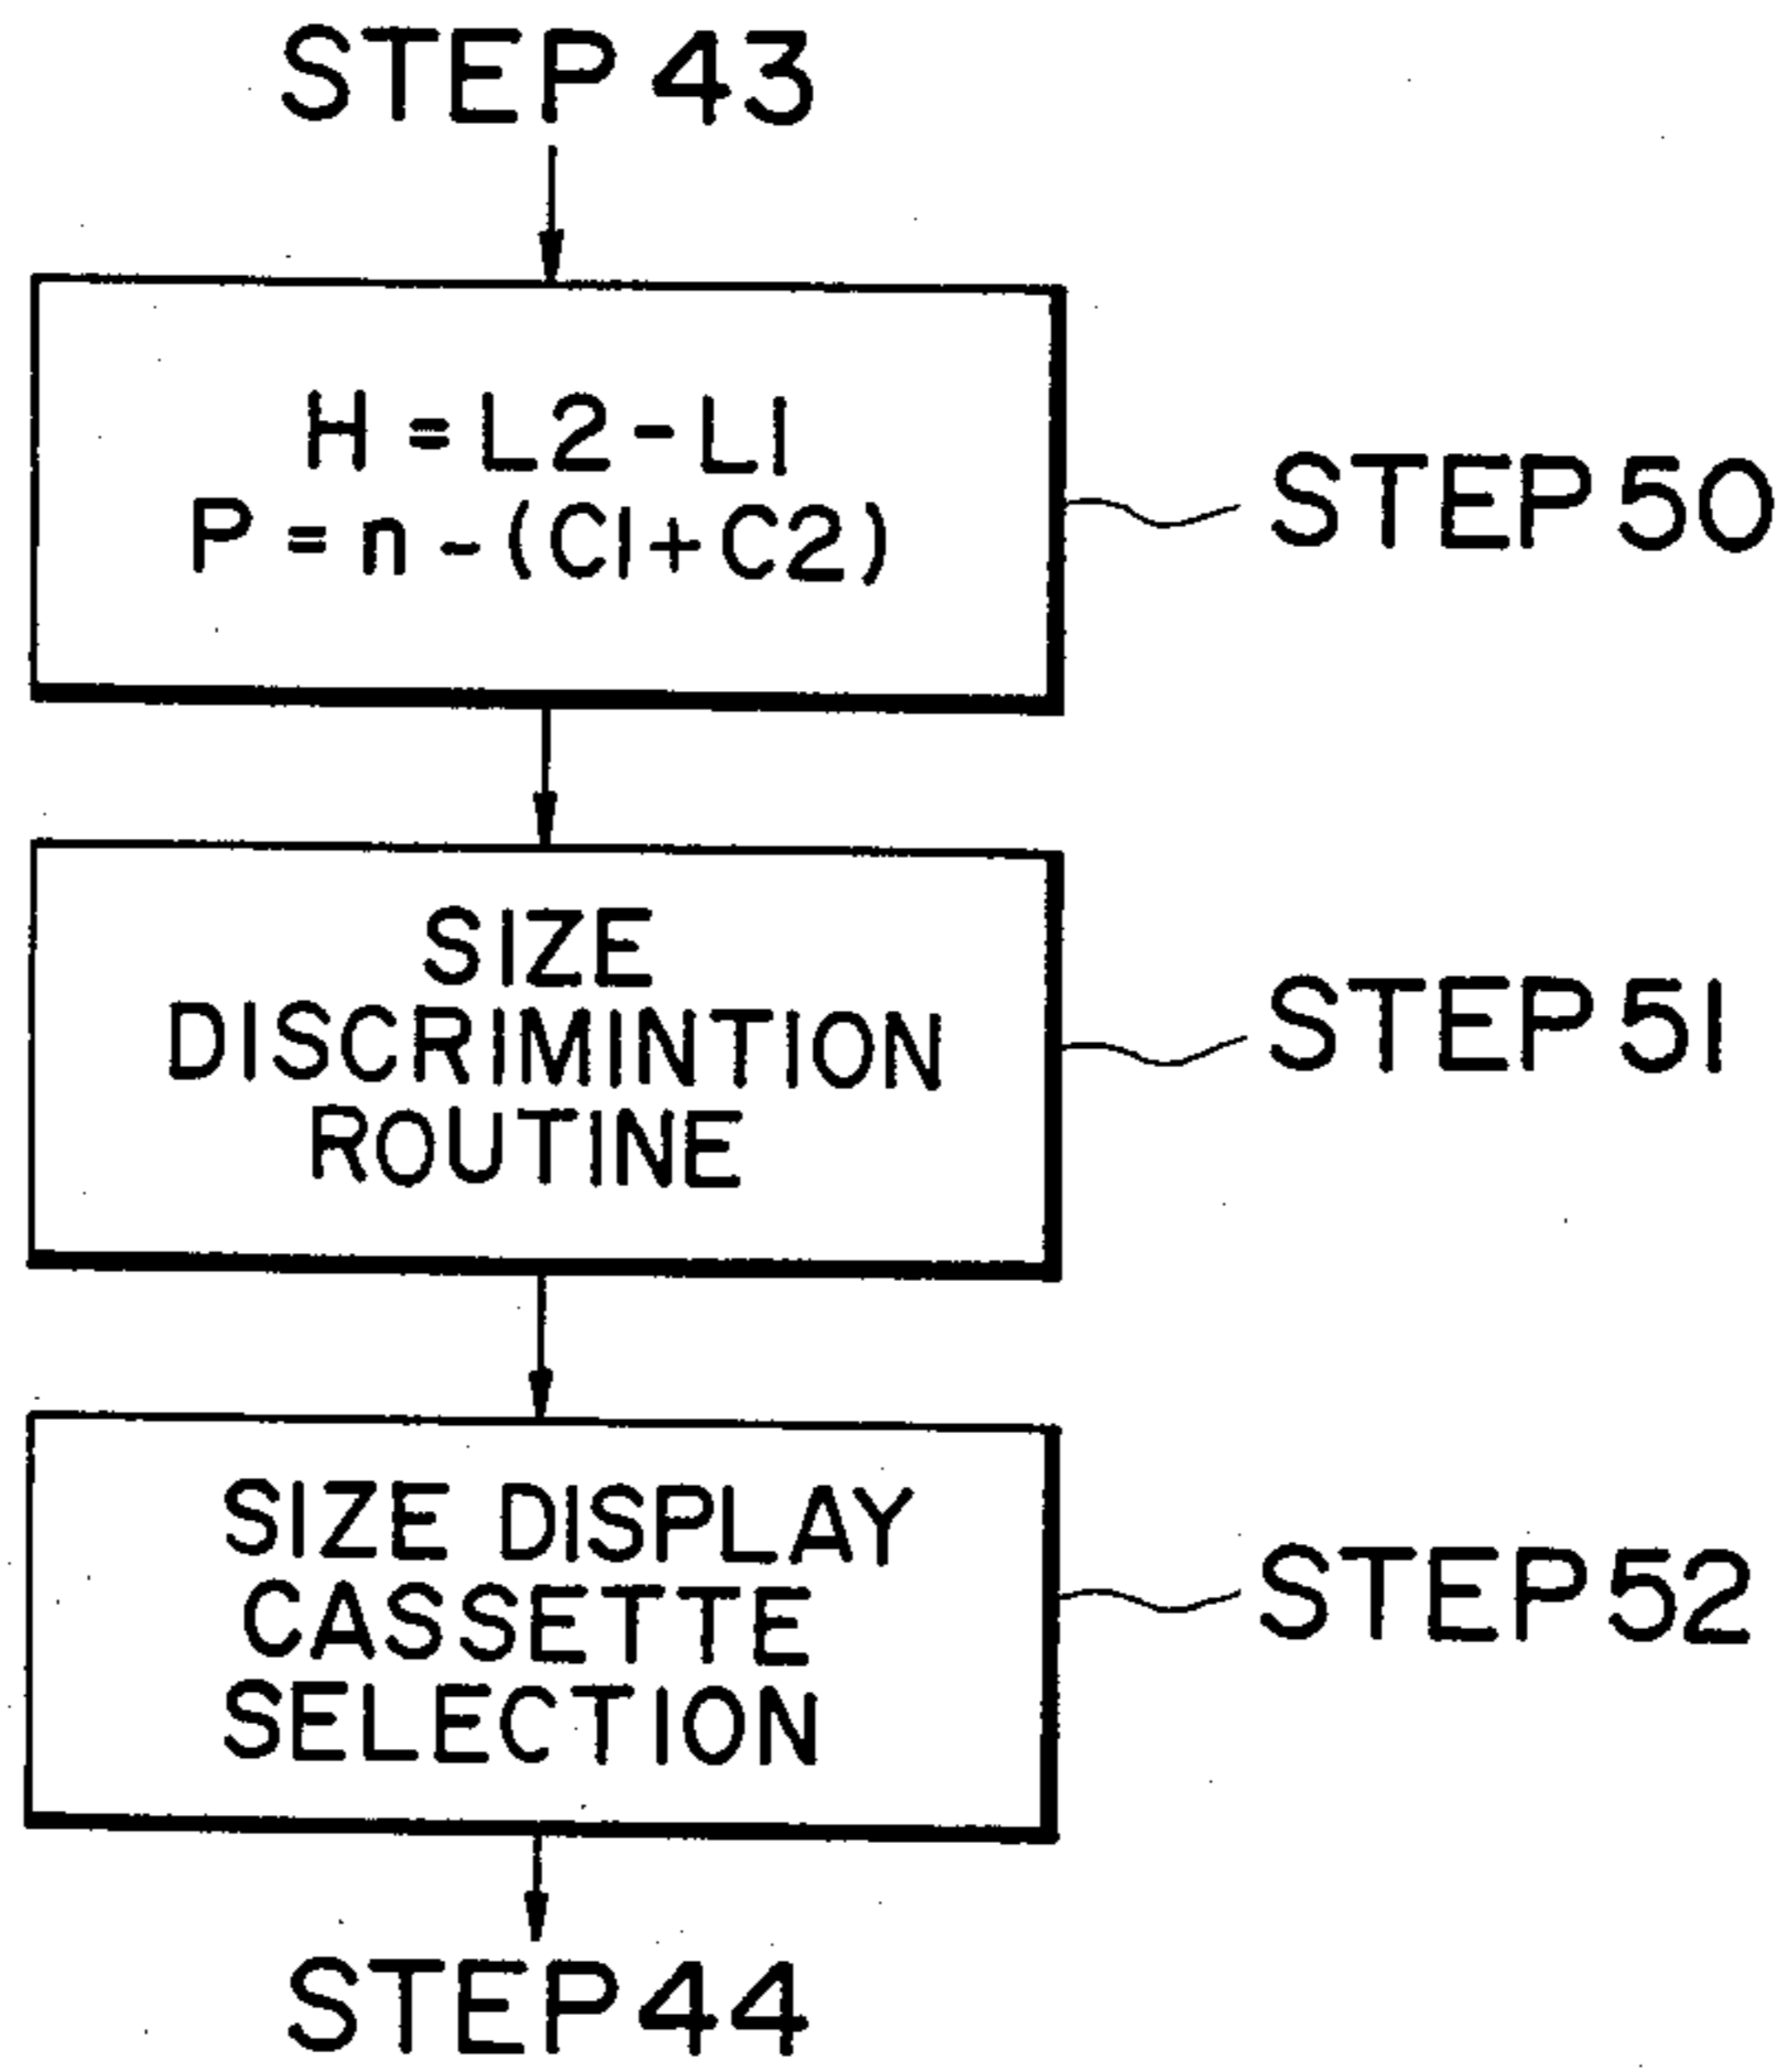 STEP 43
H = L2 - L1
P = n - (C1 + C2)
STEP 50
SIZE
DISCRIMINTION
ROUTINE
STEP 51
SIZE DISPLAY
CASSETTE
SELECTION
STEP 52
STEP 44